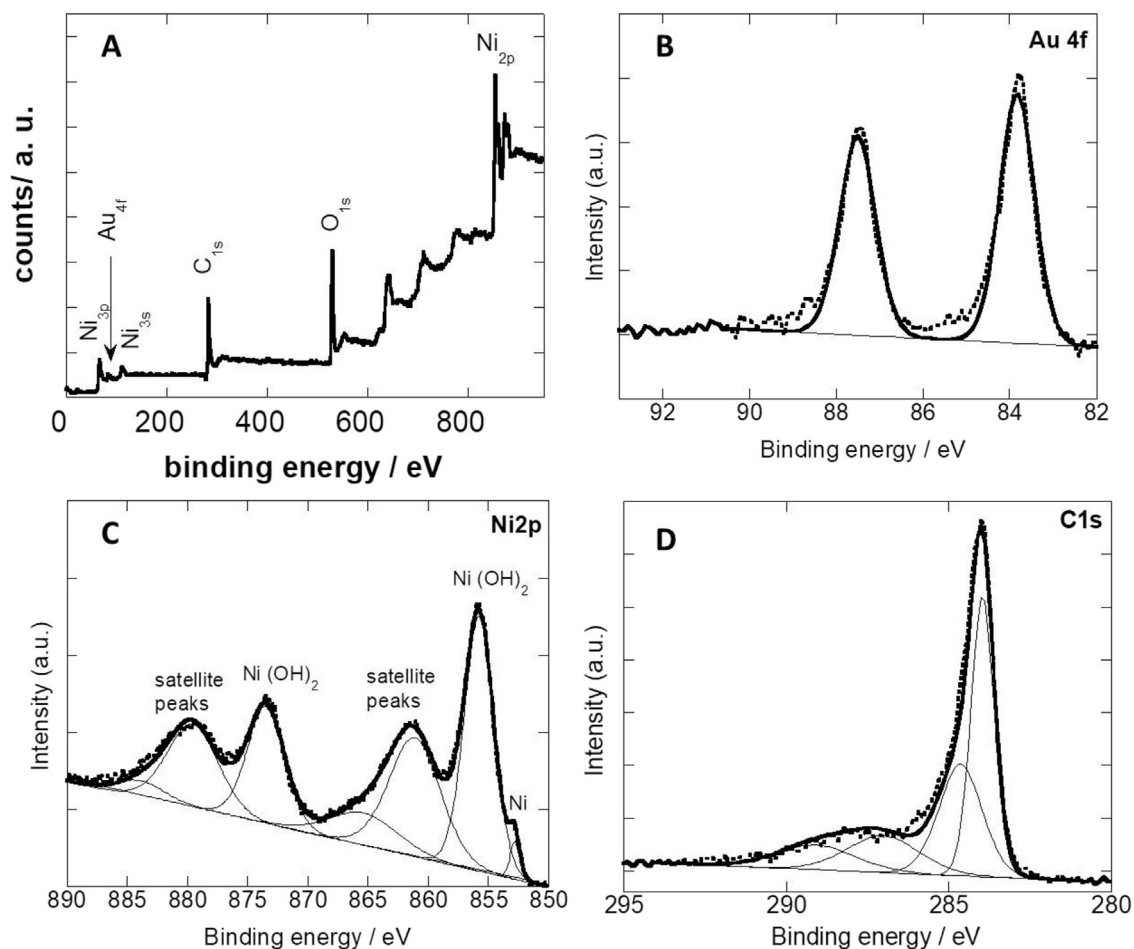 A
Ni2p
counts/ a. u.
Au4f
Ni3p
Ni3s
C1s
O1s
0 200 400 600 800
binding energy / eV
B
Au 4f
Intensity (a.u.)
92 90 88 86 84 82
Binding energy / eV
C
Ni2p
Ni (OH)2
satellite
peaks
Ni (OH)2
satellite
peaks
Ni
Intensity (a.u.)
890 885 880 875 870 865 860 855 850
Binding energy / eV
D
C1s
Intensity (a.u.)
295 290 285 280
Binding energy / eV